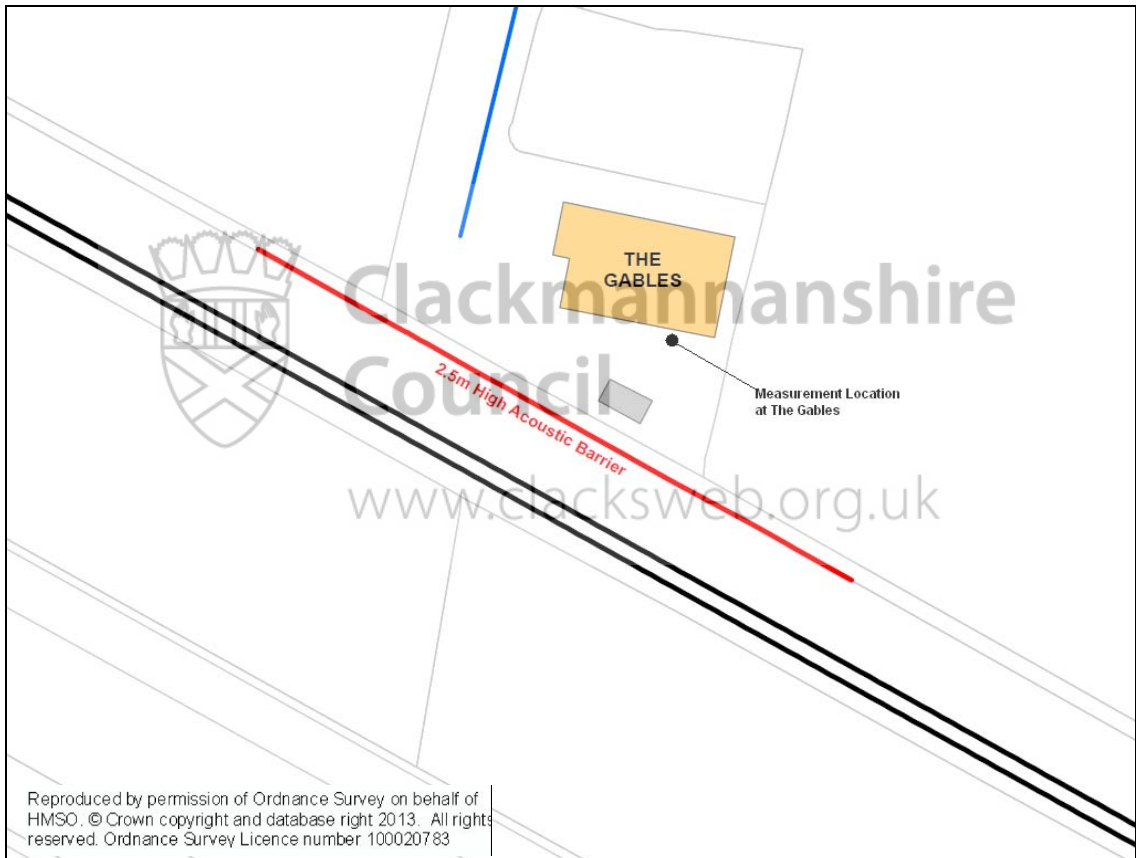 THE
GABLES
Clackmannanshire
Council
www.clacksweb.org.uk
2.5m High Acoustic Barrier
Measurement Location
at The Gables
Reproduced by permission of Ordnance Survey on behalf of
HMSO. © Crown copyright and database right 2013. All rights
reserved. Ordnance Survey Licence number 100020783